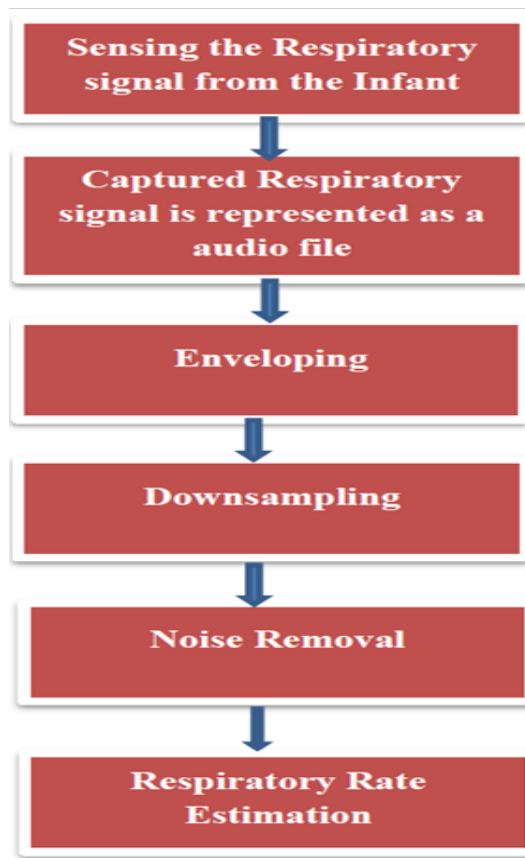 Sensing the Respiratory
signal from the Infant
Captured Respiratory
signal is represented as a
audio file
Enveloping
Downsampling
Noise Removal
Respiratory Rate
Estimation